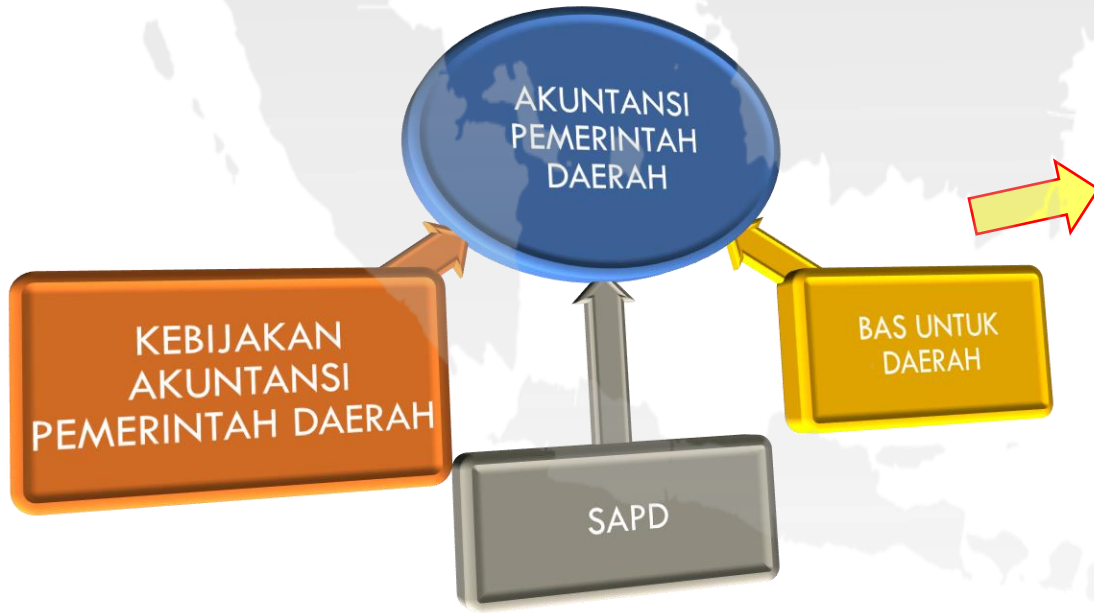 AKUNTANSI
PEMERINTAH
DAERAH
KEBIJAKAN
AKUNTANSI
PEMERINTAH DAERAH
SAPD
BAS UNTUK
DAERAH